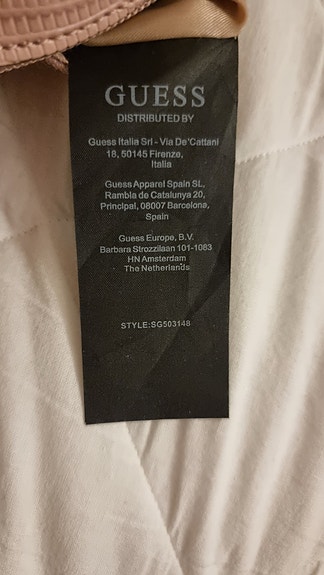 GUESS
DISTRIBUTED BY
Guess Italia Srl - Via De'Cattani
18, 50145 Firenze,
Italia
Guess Apparel Spain SL,
Rambla de Catalunya 20,
Principal, 08007 Barcelona,
Spain
Guess Europe, B.V.
Barbara Strozzilaan 101-1083
HN Amsterdam
The Netherlands
STYLE:SG503148